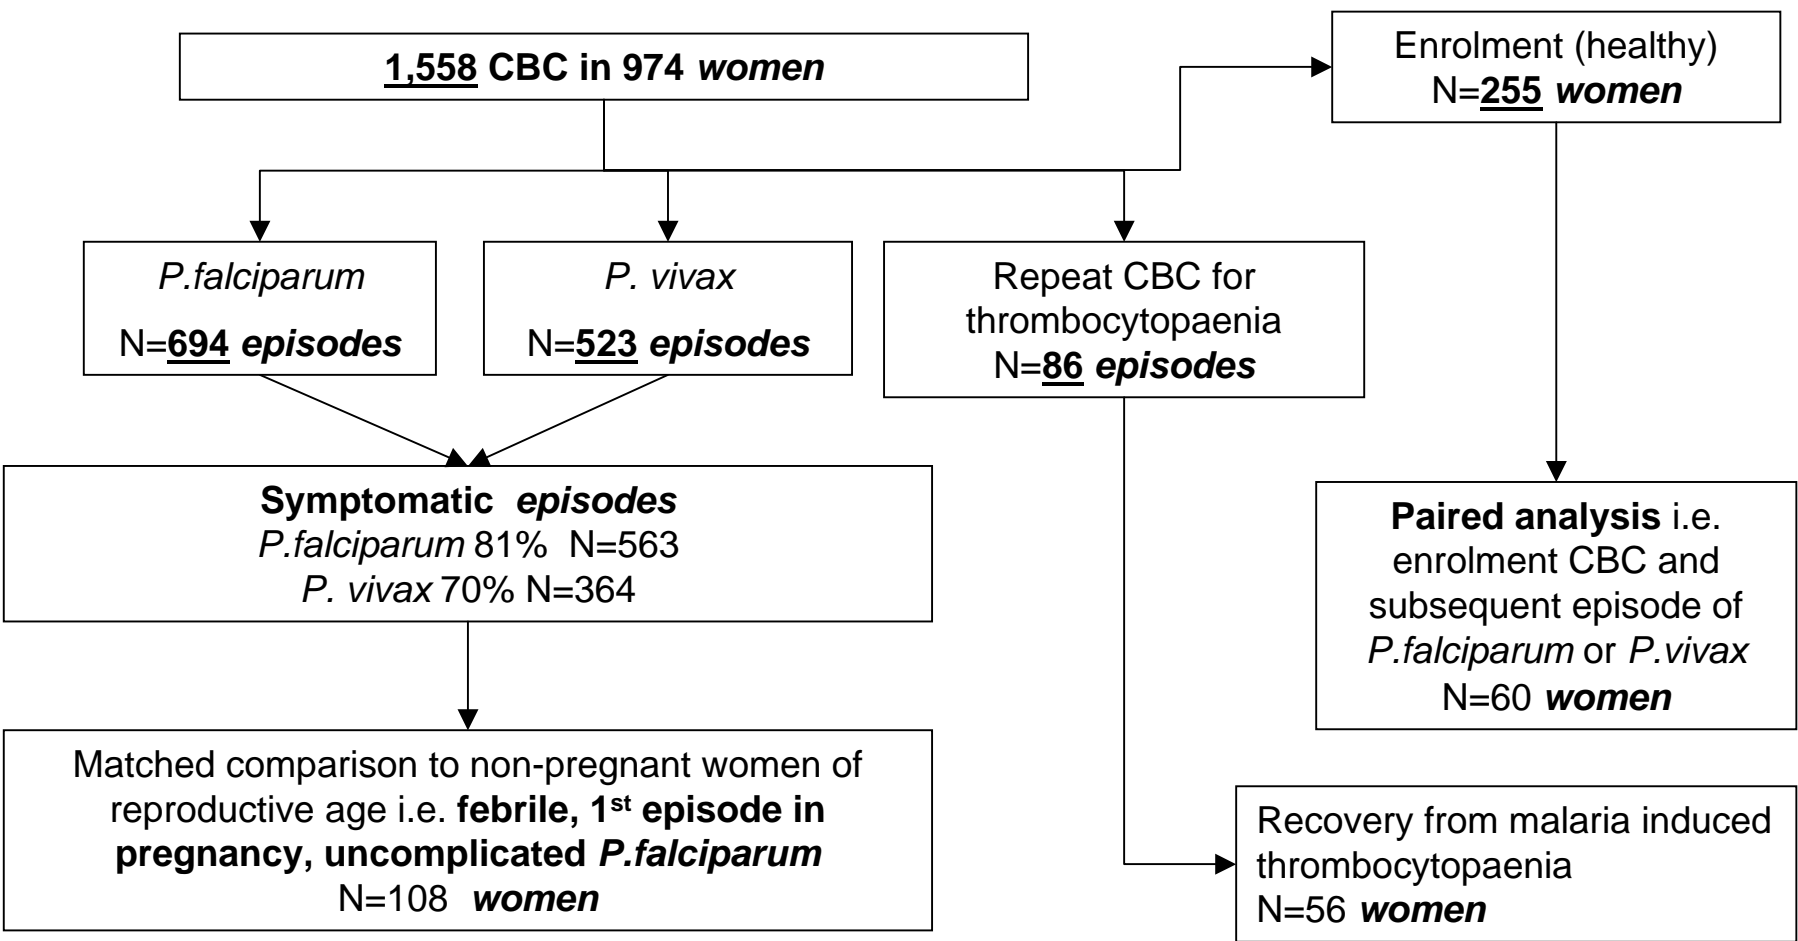 1,558 CBC in 974 women
Enrolment (healthy)
N=255 women
P.falciparum
N=694 episodes
P. vivax
N=523 episodes
Repeat CBC for
thrombocytopaenia
N=86 episodes
Symptomatic episodes
P.falciparum 81% N=563
P. vivax 70% N=364
Paired analysis i.e.
enrolment CBC and
subsequent episode of
P.falciparum or P.vivax
N=60 women
Matched comparison to non-pregnant women of
reproductive age i.e. febrile, 1st episode in
pregnancy, uncomplicated P.falciparum
N=108 women
Recovery from malaria induced
thrombocytopaenia
N=56 women